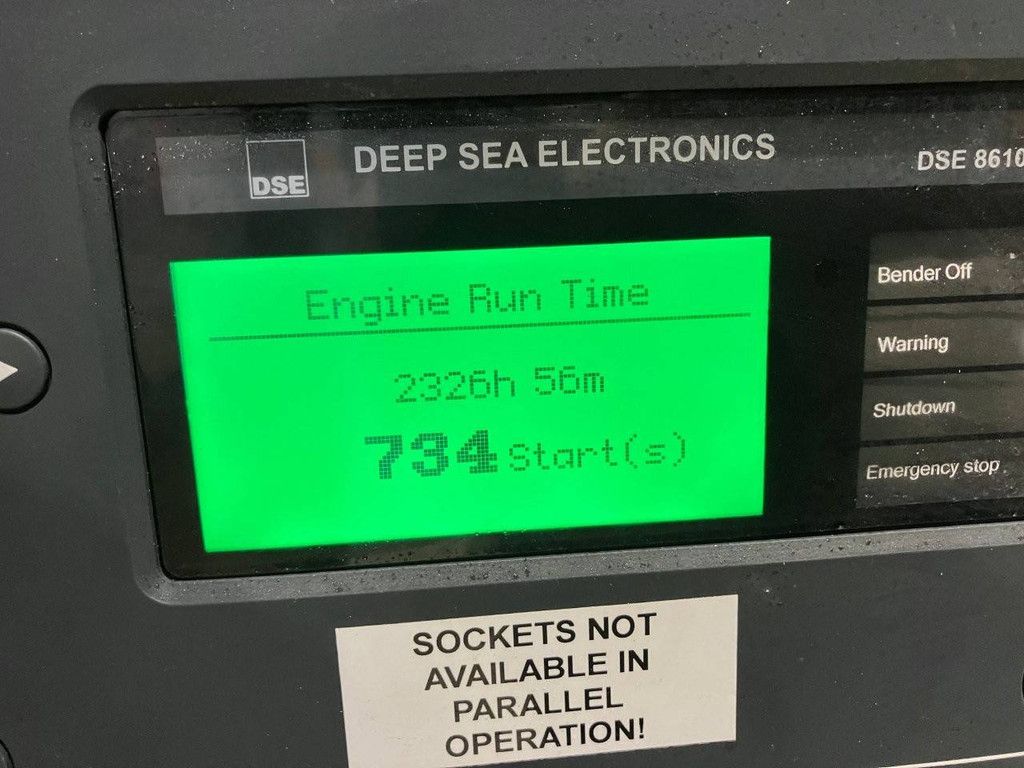 DSE
DEEP SEA ELECTRONICS
DSE 8610
Engine Run Time
2326h 56m
734 Start(s)
Bender Off
Warning
Shutdown
Emergency stop
SOCKETS NOT
AVAILABLE IN
PARALLEL
OPERATION!